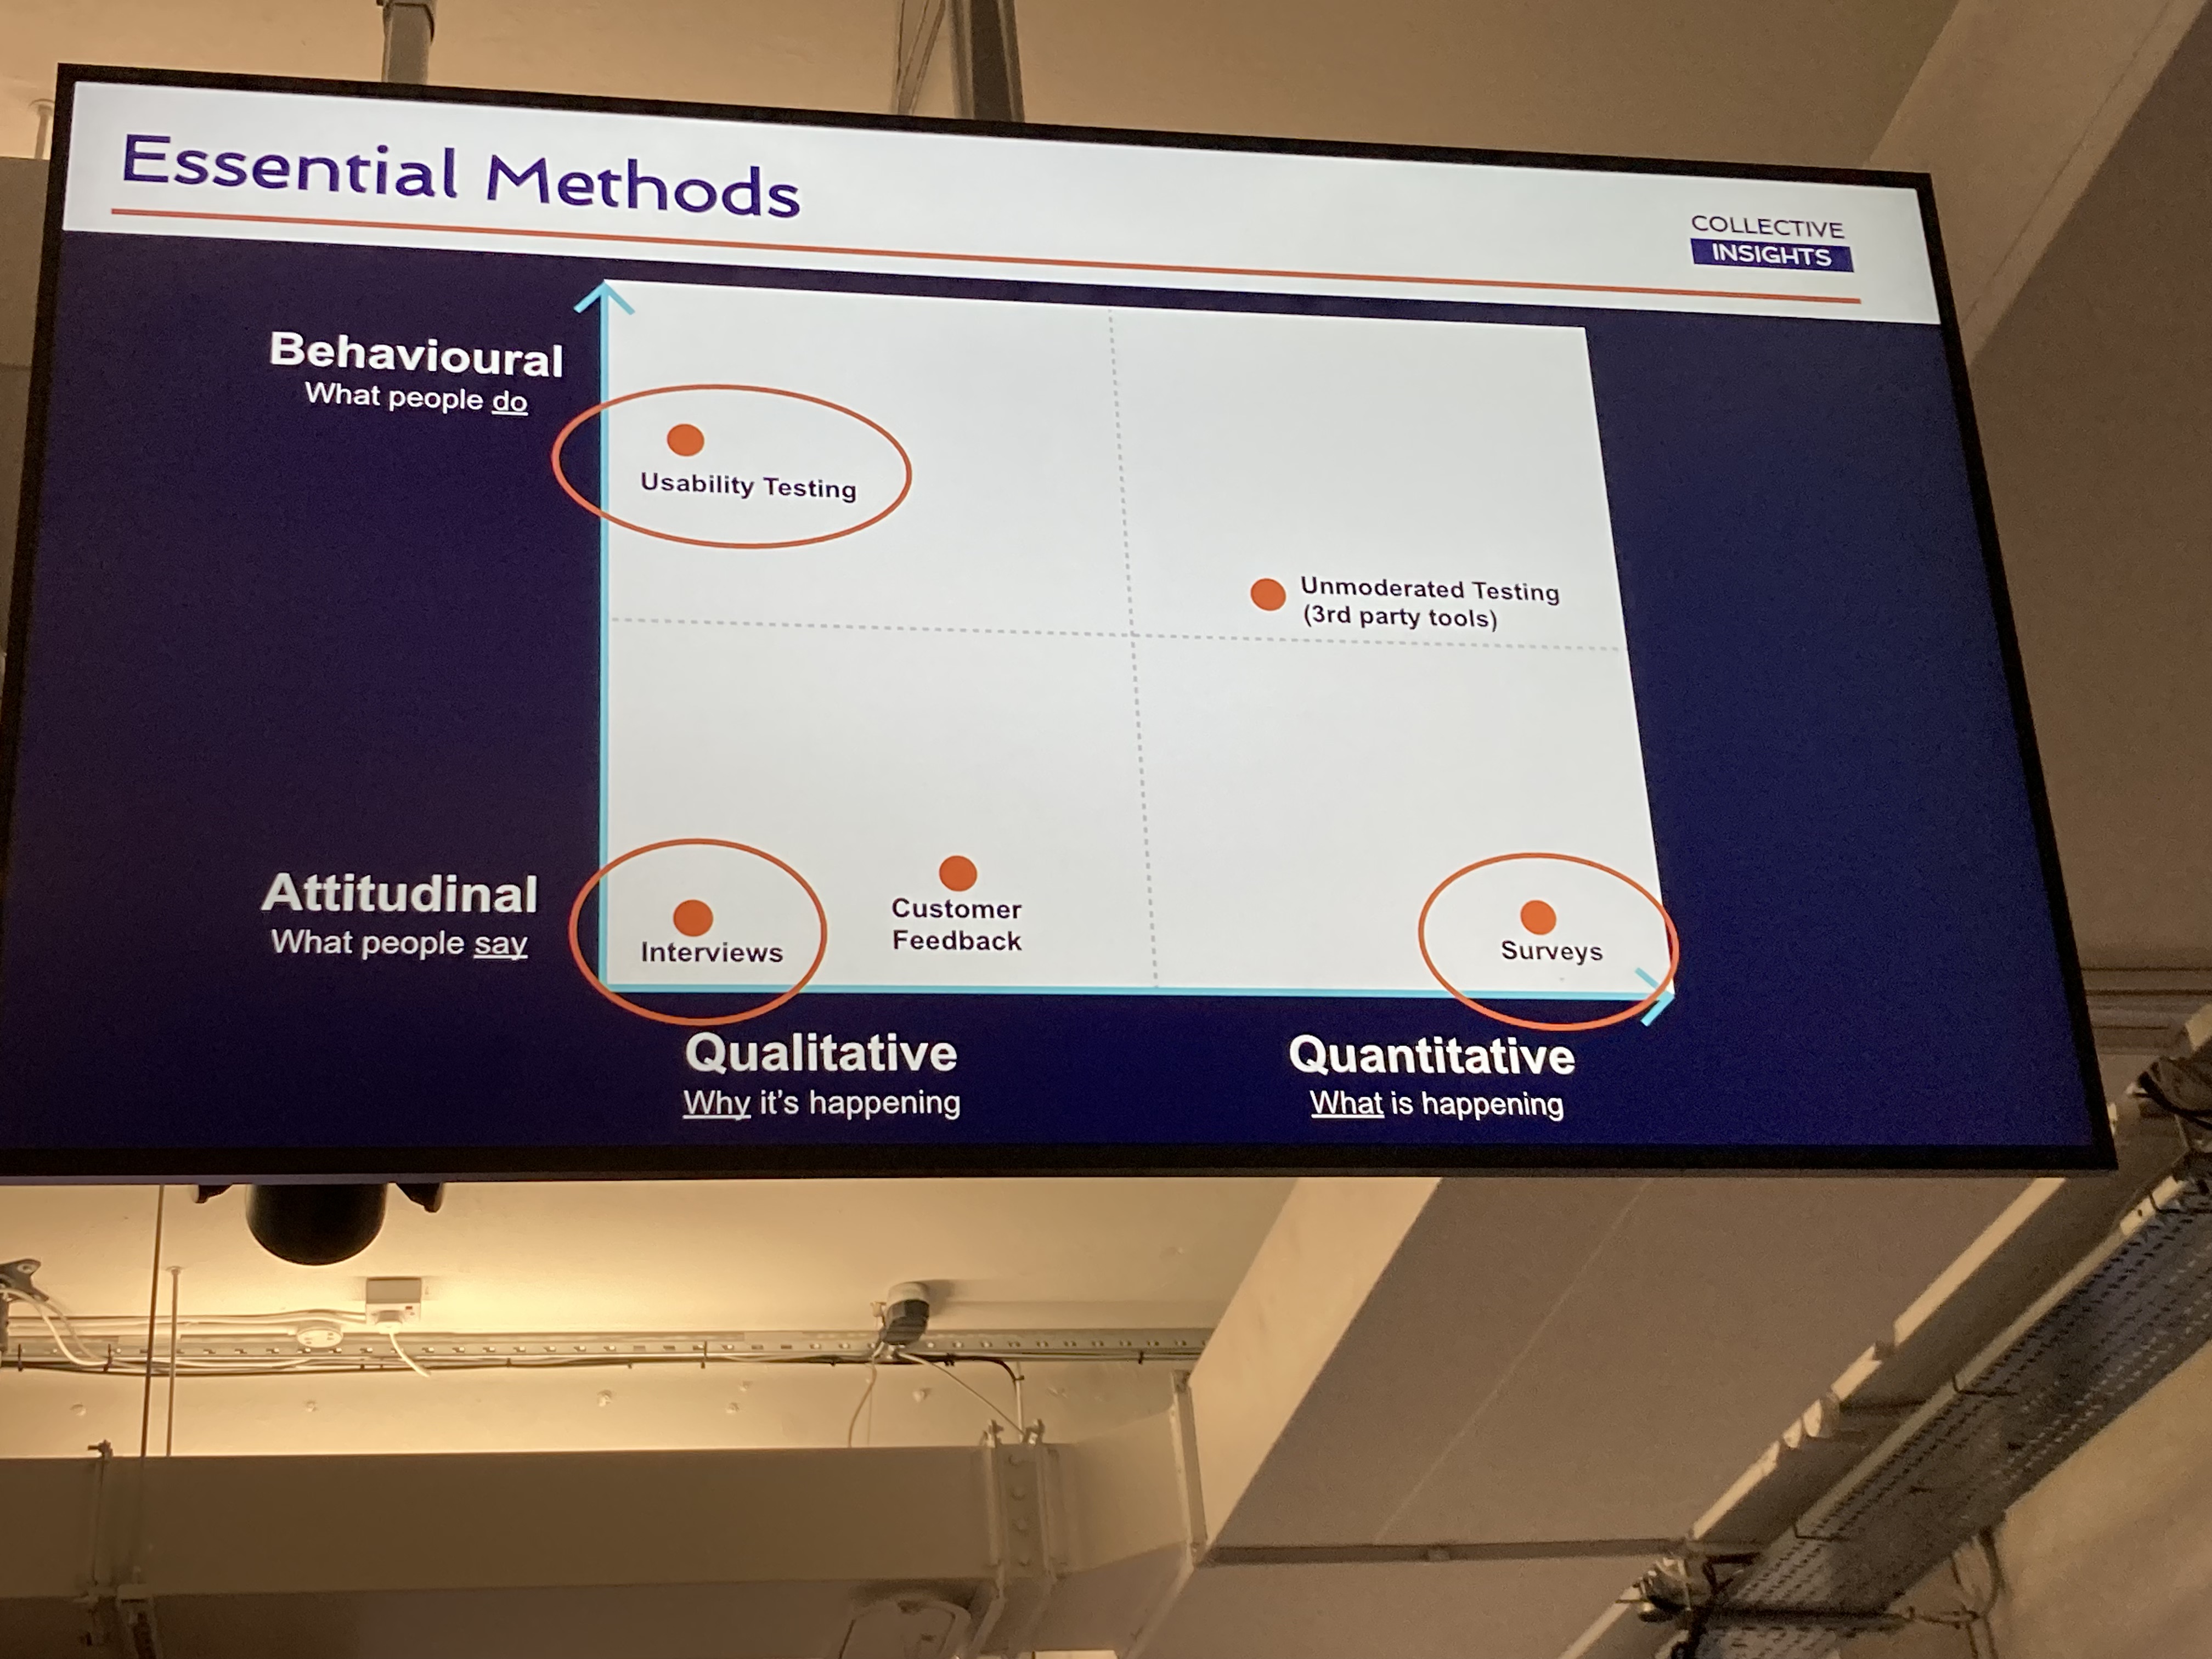 Essential Methods
COLLECTIVE
INSIGHTS
Behavioural
What people do
Usability Testing
Unmoderated Testing
(3rd party tools)
Attitudinal
What people say
Interviews
Customer
Feedback
Surveys
Qualitative
Why it's happening
Quantitative
What is happening